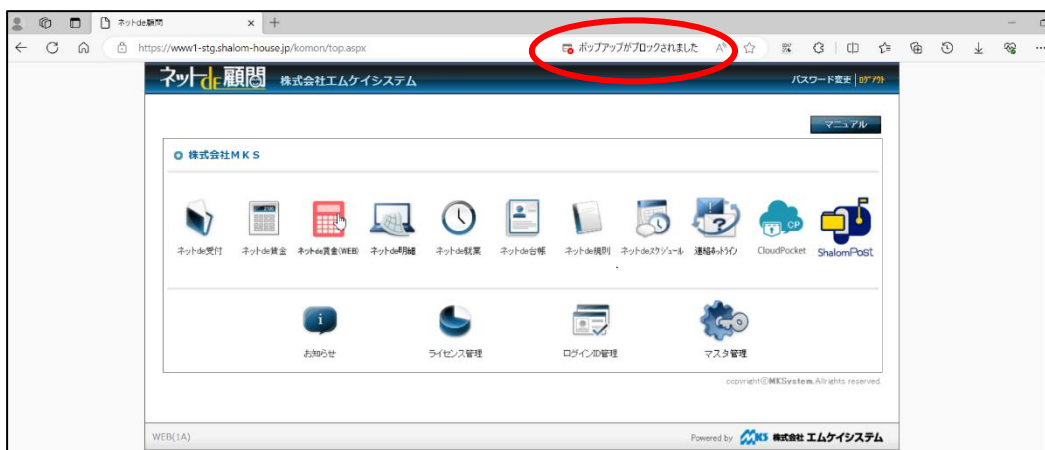 ネットde顧問
https://www1-stg.shalom-house.jp/komon/top.aspx
ポップアップがブロックされました
ネットde顧問 株式会社エムケイシステム
パスワード変更 | ログアウト
マニュアル
株式会社MKS
ネットde受付 ネットde賃金 ネットde賃金(WEB) ネットde明細 ネットde就業 ネットde台帳 ネットde規則 ネットdeスケジュール 連絡ネットライン CloudPocket ShalomPost
お知らせ ライセンス管理 ログインID管理 マスタ管理
copyrightⒸMKSystem.Allrights reserved
WEB(1A)
Powered by MKS 株式会社 エムケイシステム